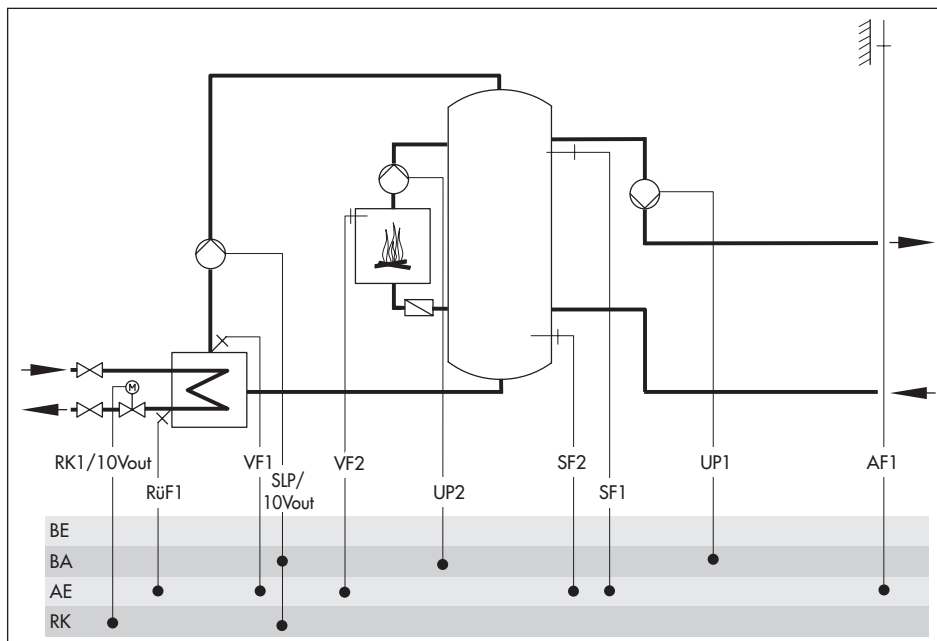 M
RK1/10Vout
RüF1
VF1
SLP/
10Vout
VF2
UP2
SF2
SF1
UP1
AF1
BE
BA
AE
RK